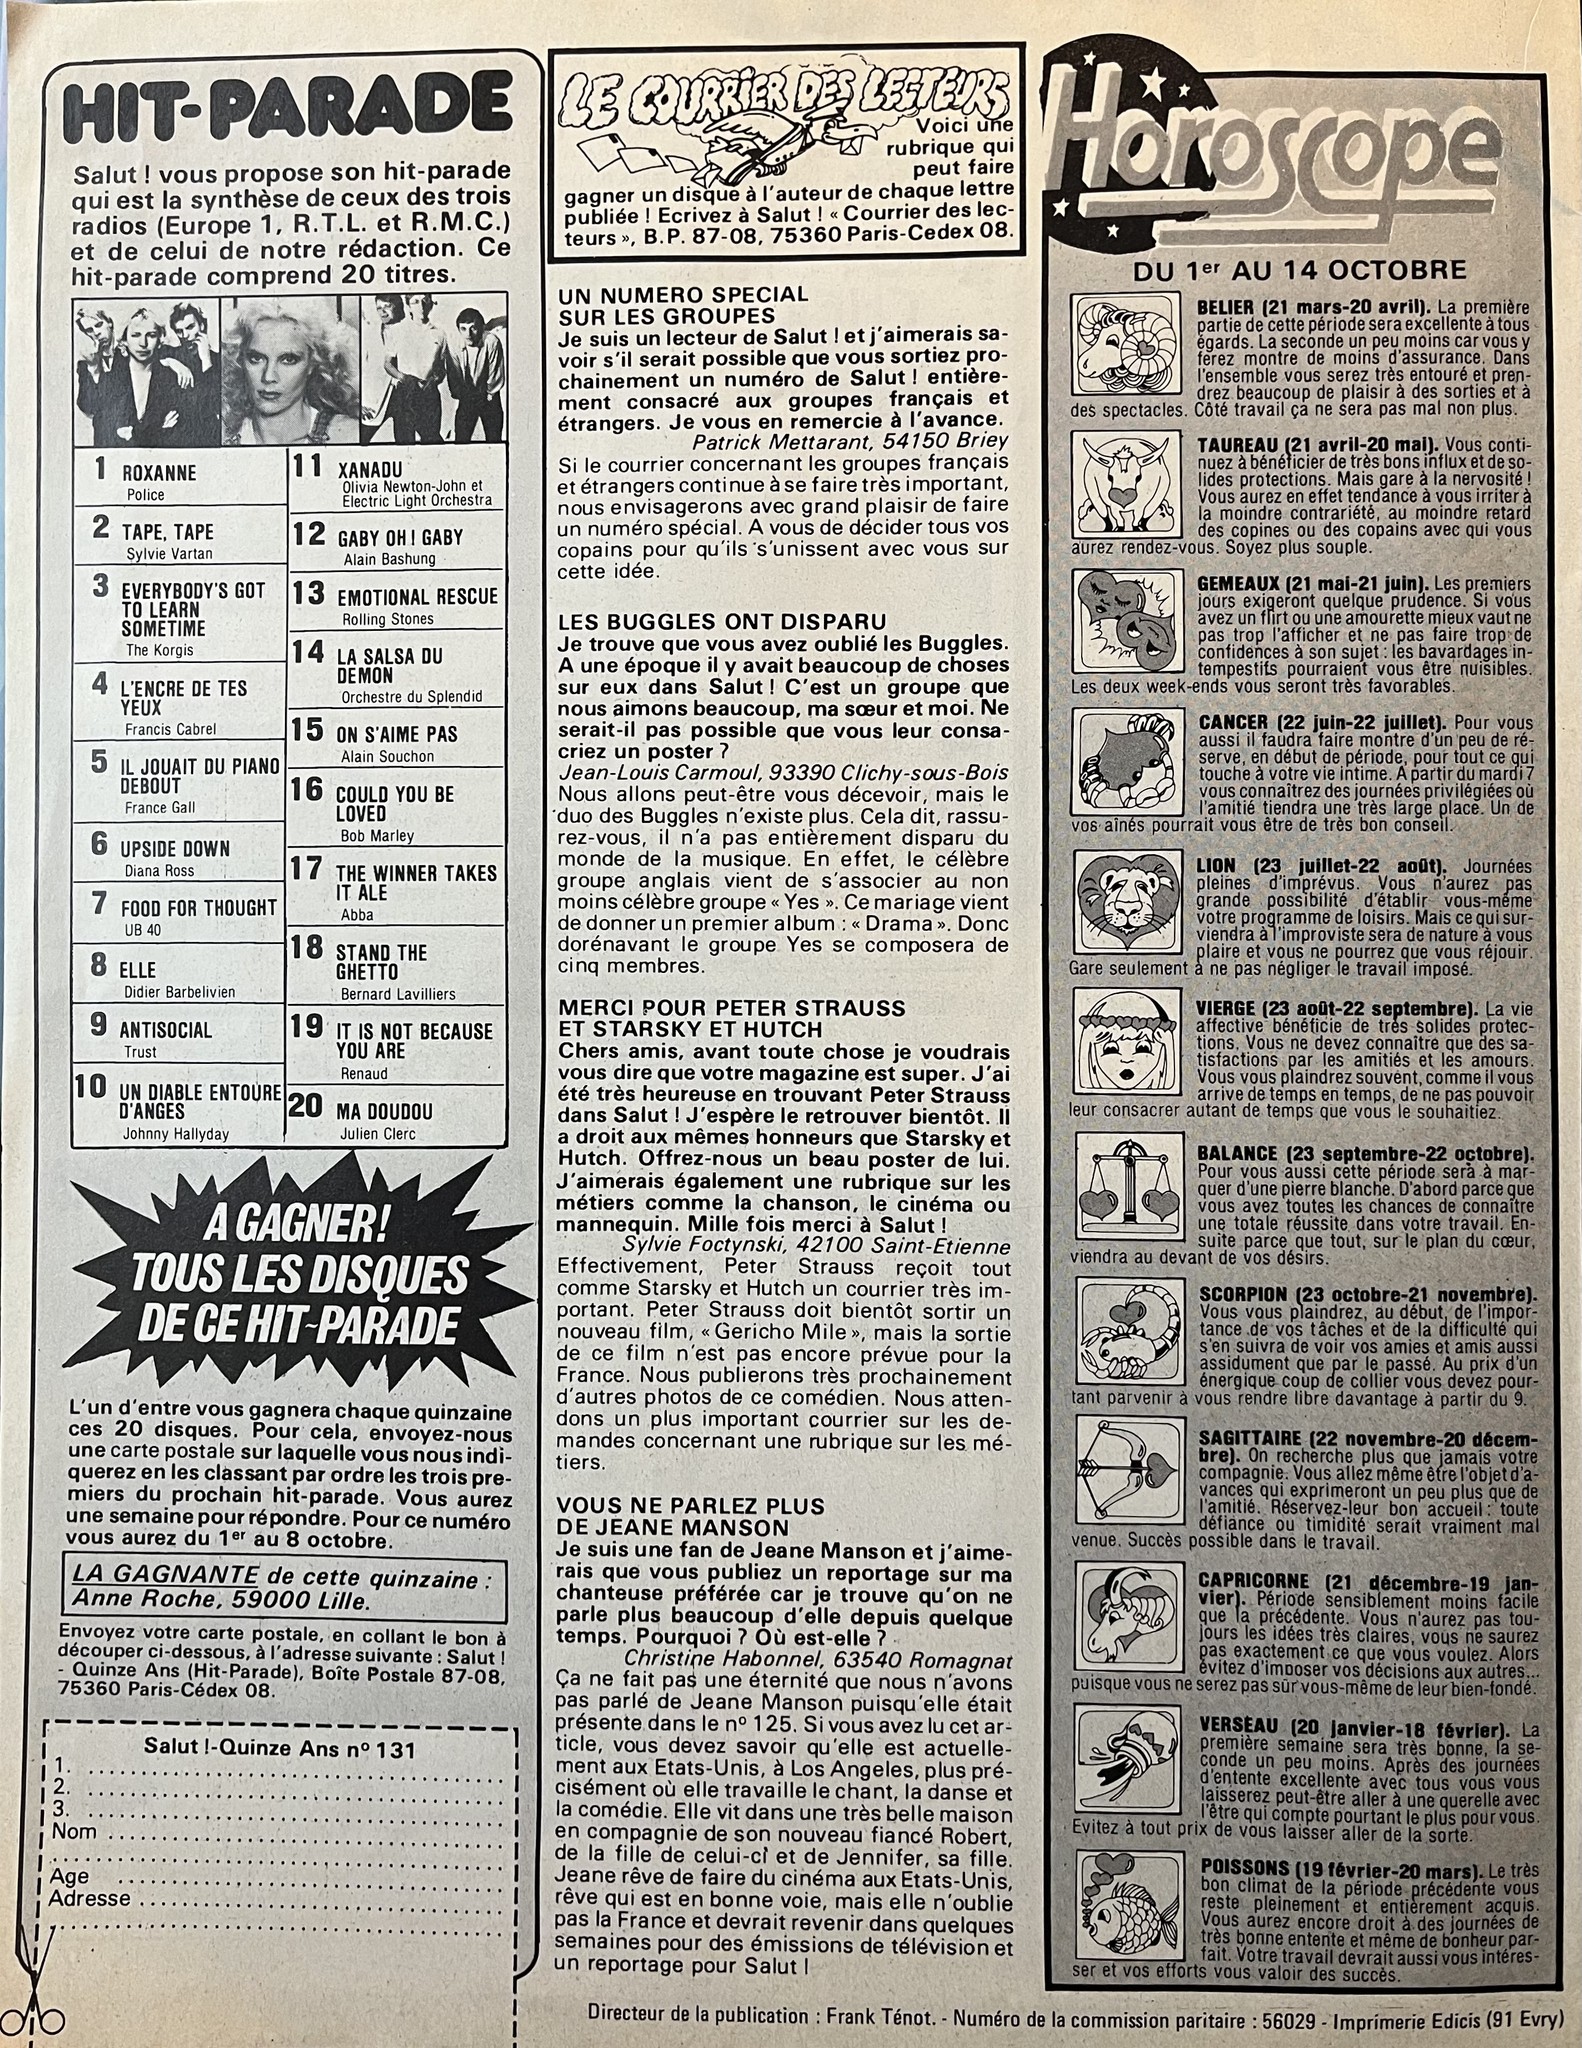 HIT-PARADE
Salut ! vous propose son hit-parade
qui est la synthèse de ceux des trois
radios (Europe 1, R.T.L. et R.M.C.)
et de celui de notre rédaction. Ce
hit-parade comprend 20 titres.
1 ROXANNE
Police
2 TAPE, TAPE
Sylvie Vartan
3 EVERYBODY'S GOT
TO LEARN
SOMETIME
The Korgis
4 L'ENCRE DE TES
YEUX
Francis Cabrel
5 IL JOUAIT DU PIANO
DEBOUT
France Gall
6 UPSIDE DOWN
Diana Ross
7 FOOD FOR THOUGHT
UB 40
8 ELLE
Didier Barbelivien
9 ANTISOCIAL
Trust
10 UN DIABLE ENTOURE
D'ANGES
Johnny Hallyday
11 XANADU
Olivia Newton-John et
Electric Light Orchestra
12 GABY OH ! GABY
Alain Bashung
13 EMOTIONAL RESCUE
Rolling Stones
14 LA SALSA DU
DEMON
Orchestre du Splendid
15 ON S'AIME PAS
Alain Souchon
16 COULD YOU BE
LOVED
Bob Marley
17 THE WINNER TAKES
IT ALE
Abba
18 STAND THE
GHETTO
Bernard Lavilliers
19 IT IS NOT BECAUSE
YOU ARE
Renaud
20 MA DOUDOU
Julien Clerc
A GAGNER!
TOUS LES DISQUES
DE CE HIT-PARADE
L'un d'entre vous gagnera chaque quinzaine
ces 20 disques. Pour cela, envoyez-nous
une carte postale sur laquelle vous nous indi-
querez en les classant par ordre les trois pre-
miers du prochain hit-parade. Vous aurez
une semaine pour répondre. Pour ce numéro
vous aurez du 1er au 8 octobre.
LA GAGNANTE de cette quinzaine :
Anne Roche, 59000 Lille.
Envoyez votre carte postale, en collant le bon à
découper ci-dessous, à l'adresse suivante : Salut !
- Quinze Ans (Hit-Parade), Boîte Postale 87-08,
75360 Paris-Cédex 08.
Salut !-Quinze Ans nº 131
1.
2.
3.
Nom
Age
Adresse
LE COURRIER DES LECTEURS
Voici une
rubrique qui
peut faire
gagner un disque à l'auteur de chaque lettre
publiée ! Ecrivez à Salut ! « Courrier des lec-
teurs », B.P. 87-08, 75360 Paris-Cedex 08.
UN NUMERO SPECIAL
SUR LES GROUPES
Je suis un lecteur de Salut ! et j'aimerais sa-
voir s'il serait possible que vous sortiez pro-
chainement un numéro de Salut ! entière-
ment consacré aux groupes français et
étrangers. Je vous en remercie à l'avance.
Patrick Mettarant, 54150 Briey
Si le courrier concernant les groupes français
et étrangers continue à se faire très important,
nous envisagerons avec grand plaisir de faire
un numéro spécial. A vous de décider tous vos
copains pour qu'ils s'unissent avec vous sur
cette idée.
LES BUGGLES ONT DISPARU
Je trouve que vous avez oublié les Buggles.
A une époque il y avait beaucoup de choses
sur eux dans Salut ! C'est un groupe que
nous aimons beaucoup, ma sœur et moi. Ne
serait-il pas possible que vous leur consa-
criez un poster ?
Jean-Louis Carmoul, 93390 Clichy-sous-Bois
Nous allons peut-être vous décevoir, mais le
duo des Buggles n'existe plus. Cela dit, rassu-
rez-vous, il n'a pas entièrement disparu du
monde de la musique. En effet, le célèbre
groupe anglais vient de s'associer au non
moins célèbre groupe « Yes ». Ce mariage vient
de donner un premier album : « Drama ». Donc
dorénavant le groupe Yes se composera de
cinq membres.
MERCI POUR PETER STRAUSS
ET STARSKY ET HUTCH
Chers amis, avant toute chose je voudrais
vous dire que votre magazine est super. J'ai
été très heureuse en trouvant Peter Strauss
dans Salut ! J'espère le retrouver bientôt. Il
a droit aux mêmes honneurs que Starsky et
Hutch. Offrez-nous un beau poster de lui.
J'aimerais également une rubrique sur les
métiers comme la chanson, le cinéma ou
mannequin. Mille fois merci à Salut !
Sylvie Foctynski, 42100 Saint-Etienne
Effectivement, Peter Strauss reçoit tout
comme Starsky et Hutch un courrier très im-
portant. Peter Strauss doit bientôt sortir un
nouveau film, « Gericho Mile », mais la sortie
de ce film n'est pas encore prévue pour la
France. Nous publierons très prochainement
d'autres photos de ce comédien. Nous atten-
dons un plus important courrier sur les de-
mandes concernant une rubrique sur les mé-
tiers.
VOUS NE PARLEZ PLUS
DE JEANE MANSON
Je suis une fan de Jeane Manson et j'aime-
rais que vous publiez un reportage sur ma
chanteuse préférée car je trouve qu'on ne
parle plus beaucoup d'elle depuis quelque
temps. Pourquoi ? Où est-elle ?
Christine Habonnel, 63540 Romagnat
Ça ne fait pas une éternité que nous n'avons
pas parlé de Jeane Manson puisqu'elle était
présente dans le nº 125. Si vous avez lu cet ar-
ticle, vous devez savoir qu'elle est actuelle-
ment aux Etats-Unis, à Los Angeles, plus pré-
cisément où elle travaille le chant, la danse et
la comédie. Elle vit dans une très belle maison
en compagnie de son nouveau fiancé Robert,
de la fille de celui-ci et de Jennifer, sa fille.
Jeane rêve de faire du cinéma aux Etats-Unis,
rêve qui est en bonne voie, mais elle n'oublie
pas la France et devrait revenir dans quelques
semaines pour des émissions de télévision et
un reportage pour Salut !
Horoscope
DU 1er AU 14 OCTOBRE
BELIER (21 mars-20 avril). La première
partie de cette période sera excellente à tous
égards. La seconde un peu moins car vous y
ferez montre de moins d'assurance. Dans
l'ensemble vous serez très entouré et pren-
drez beaucoup de plaisir à des sorties et à
des spectacles. Côté travail ça ne sera pas mal non plus.
TAUREAU (21 avril-20 mai). Vous conti-
nuez à bénéficier de très bons influx et de so-
lides protections. Mais gare à la nervosité !
Vous aurez en effet tendance à vous irriter à
la moindre contrariété, au moindre retard
des copines ou des copains avec qui vous
aurez rendez-vous. Soyez plus souple.
GEMEAUX (21 mai-21 juin). Les premiers
jours exigeront quelque prudence. Si vous
avez un flirt ou une amourette mieux vaut ne
pas trop l'afficher et ne pas faire trop de
confidences à son sujet : les bavardages in-
tempestifs pourraient vous être nuisibles.
Les deux week-ends vous seront très favorables.
CANCER (22 juin-22 juillet). Pour vous
aussi il faudra faire montre d'un peu de ré-
serve, en début de période, pour tout ce qui
touche à votre vie intime. A partir du mardi 7
vous connaîtrez des journées privilégiées où
l'amitié tiendra une très large place. Un de
vos aînés pourrait vous être de très bon conseil.
LION (23 juillet-22 août). Journées
pleines d'imprévus. Vous n'aurez pas
grande possibilité d'établir vous-même
votre programme de loisirs. Mais ce qui sur-
viendra à l'improviste sera de nature à vous
plaire et vous ne pourrez que vous réjouir.
Gare seulement à ne pas négliger le travail imposé.
VIERGE (23 août-22 septembre). La vie
affective bénéficie de très solides protec-
tions. Vous ne devez connaître que des sa-
tisfactions par les amitiés et les amours.
Vous vous plaindrez souvent, comme il vous
arrive de temps en temps, de ne pas pouvoir
leur consacrer autant de temps que vous le souhaitiez.
BALANCE (23 septembre-22 octobre).
Pour vous aussi cette période sera à mar-
quer d'une pierre blanche. D'abord parce que
vous avez toutes les chances de connaître
une totale réussite dans votre travail. En-
suite parce que tout, sur le plan du cœur,
viendra au devant de vos désirs.
SCORPION (23 octobre-21 novembre).
Vous vous plaindrez, au début, de l'impor-
tance de vos tâches et de la difficulté qui
s'en suivra de voir vos amies et amis aussi
assidument que par le passé. Au prix d'un
énergique coup de collier vous devez pour-
tant parvenir à vous rendre libre davantage à partir du 9.
SAGITTAIRE (22 novembre-20 décem-
bre). On recherche plus que jamais votre
compagnie. Vous allez même être l'objet d'a-
vances qui exprimeront un peu plus que de
l'amitié. Réservez-leur bon accueil : toute
défiance ou timidité serait vraiment mal
venue. Succès possible dans le travail.
CAPRICORNE (21 décembre-19 jan-
vier). Période sensiblement moins facile
que la précédente. Vous n'aurez pas tou-
jours les idées très claires, vous ne saurez
pas exactement ce que vous voulez. Alors
évitez d'imposer vos décisions aux autres...
puisque vous ne serez pas sûr vous-même de leur bien-fondé.
VERSEAU (20 janvier-18 février). La
première semaine sera très bonne, la se-
conde un peu moins. Après des journées
d'entente excellente avec tous vous vous
laisserez peut-être aller à une querelle avec
l'être qui compte pourtant le plus pour vous.
Evitez à tout prix de vous laisser aller de la sorte.
POISSONS (19 février-20 mars). Le très
bon climat de la période précédente vous
reste pleinement et entièrement acquis.
Vous aurez encore droit à des journées de
très bonne entente et même de bonheur par-
fait. Votre travail devrait aussi vous intéres-
ser et vos efforts vous valoir des succès.
Directeur de la publication : Frank Ténot. - Numéro de la commission paritaire : 56029 - Imprimerie Edicis (91 Evry)